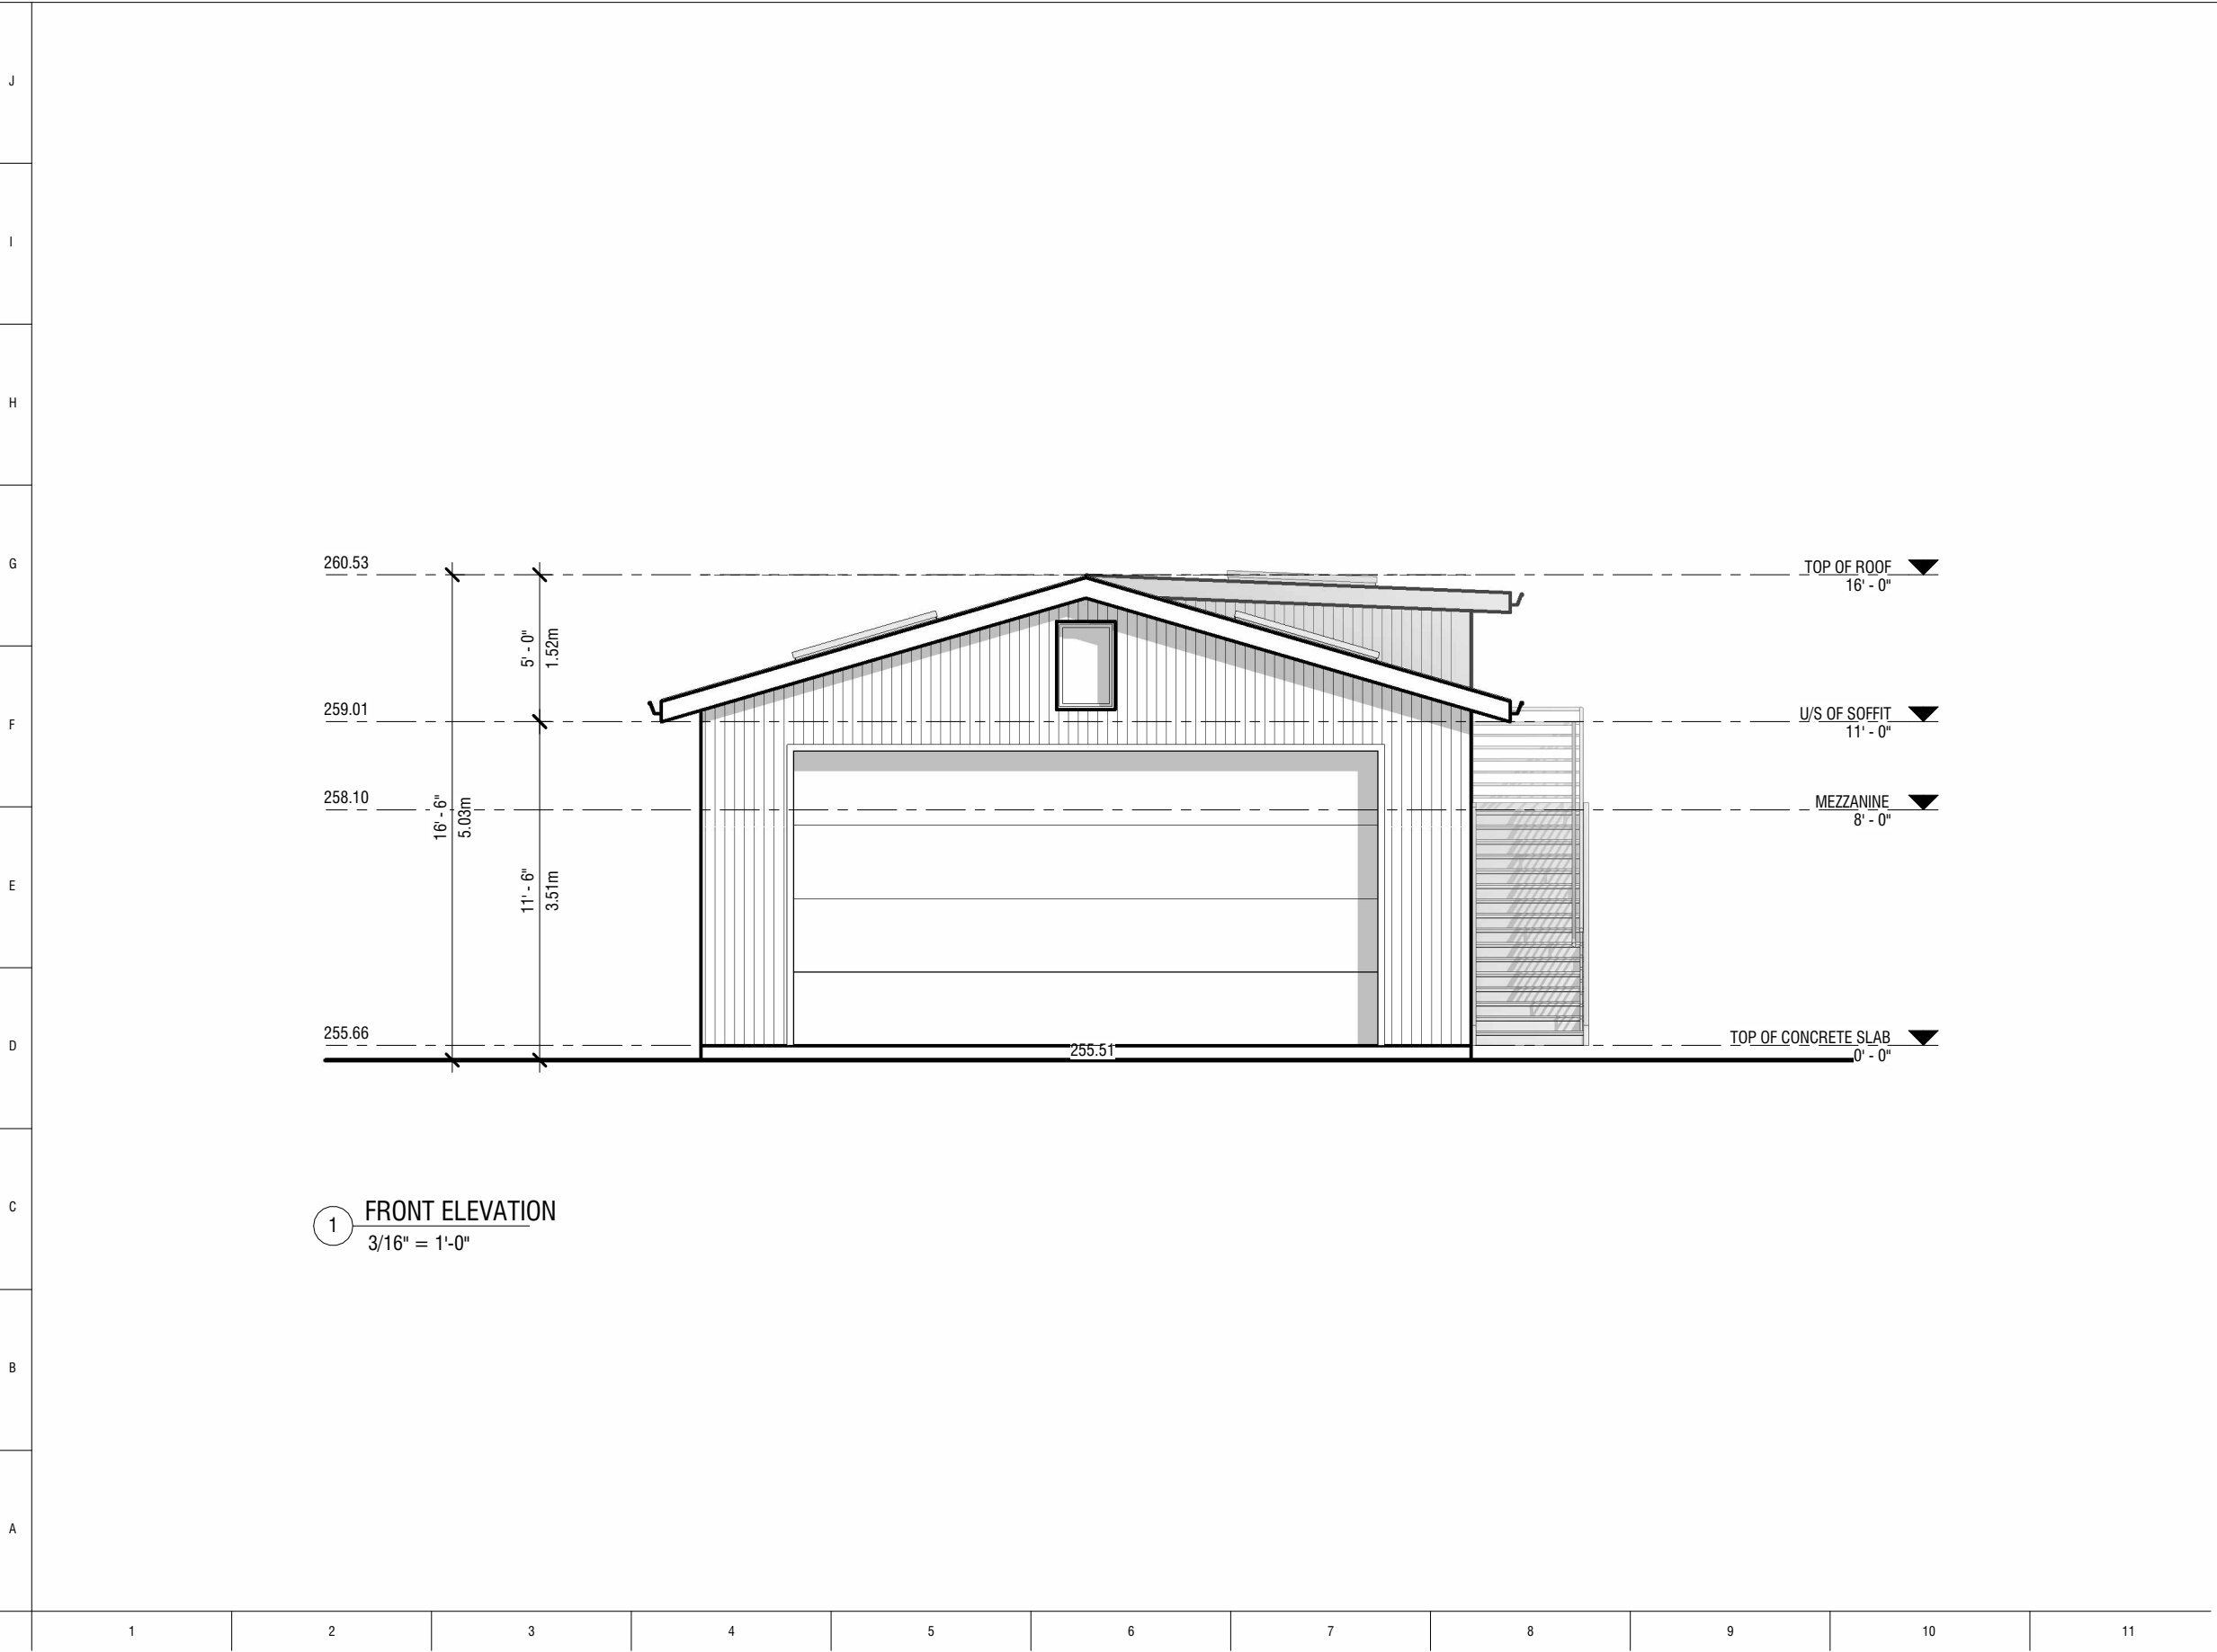 J
I
H
G
F
E
D
C
B
A
260.53
259.01
258.10
255.66
16' - 6"
5.03m
5' - 0"
1.52m
11' - 6"
3.51m
255.51
TOP OF ROOF
16' - 0"
U/S OF SOFFIT
11' - 0"
MEZZANINE
8' - 0"
TOP OF CONCRETE SLAB
0' - 0"
1
FRONT ELEVATION
3/16" = 1'-0"
1 2 3 4 5 6 7 8 9 10 11